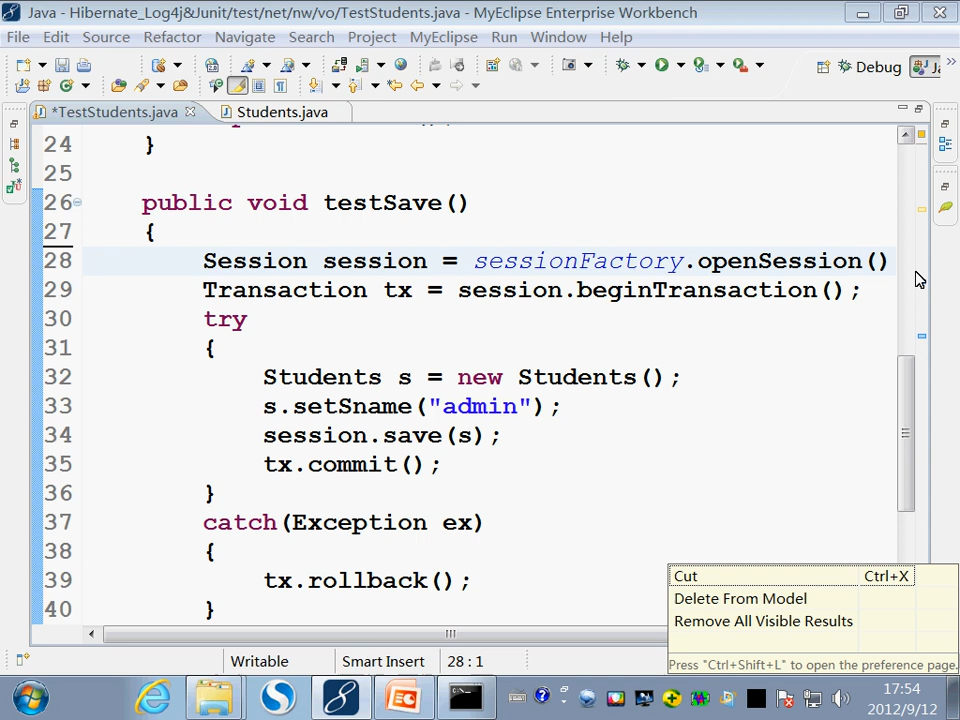 Java - Hibernate_Log4j&Junit/test/net/nw/vo/TestStudents.java - MyEclipse Enterprise Workbench
File Edit Source Refactor Navigate Search Project MyEclipse Run Window Help
Debug
*TestStudents.java
Students.java
24 }
25
26 public void testSave()
27 {
28 Session session = sessionFactory.openSession()
29 Transaction tx = session.beginTransaction();
30 try
31 {
32 Students s = new Students();
33 s.setSname("admin");
34 session.save(s);
35 tx.commit();
36 }
37 catch(Exception ex)
38 {
39 tx.rollback();
40 }
Cut Ctrl+X
Delete From Model
Remove All Visible Results
Press "Ctrl+Shift+L" to open the preference page.
Writable Smart Insert 28 : 1
17:54
2012/9/12